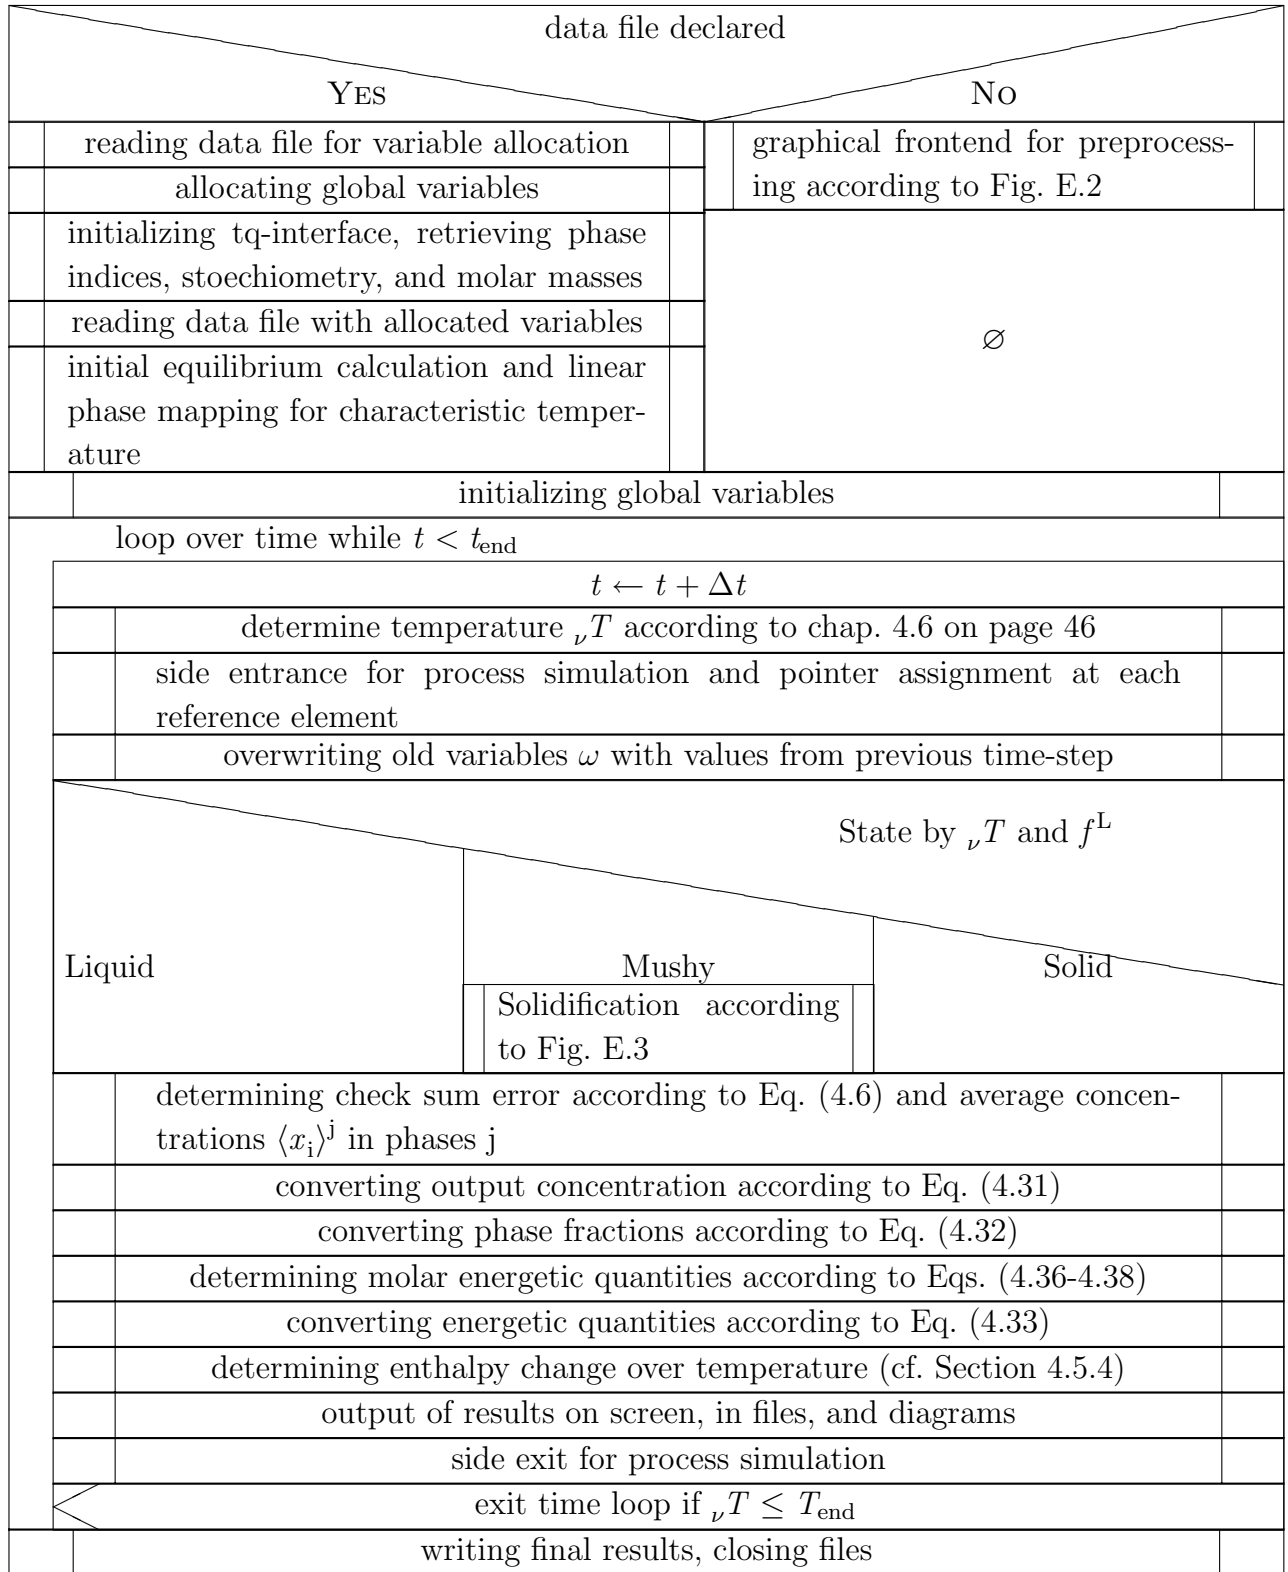 data file declared
YES
NO
reading data file for variable allocation
allocating global variables
initializing tq-interface, retrieving phase
indices, stoechiometry, and molar masses
reading data file with allocated variables
initial equilibrium calculation and linear
phase mapping for characteristic temper-
ature
graphical frontend for preprocess-
ing according to Fig. E.2
∅
initializing global variables
loop over time while t < t_end
t ← t + Δt
determine temperature _νT according to chap. 4.6 on page 46
side entrance for process simulation and pointer assignment at each
reference element
overwriting old variables ω with values from previous time-step
State by _νT and f^L
Liquid
Mushy
Solid
Solidification according
to Fig. E.3
determining check sum error according to Eq. (4.6) and average concen-
trations ⟨x_i⟩^j in phases j
converting output concentration according to Eq. (4.31)
converting phase fractions according to Eq. (4.32)
determining molar energetic quantities according to Eqs. (4.36-4.38)
converting energetic quantities according to Eq. (4.33)
determining enthalpy change over temperature (cf. Section 4.5.4)
output of results on screen, in files, and diagrams
side exit for process simulation
exit time loop if _νT ≤ T_end
writing final results, closing files